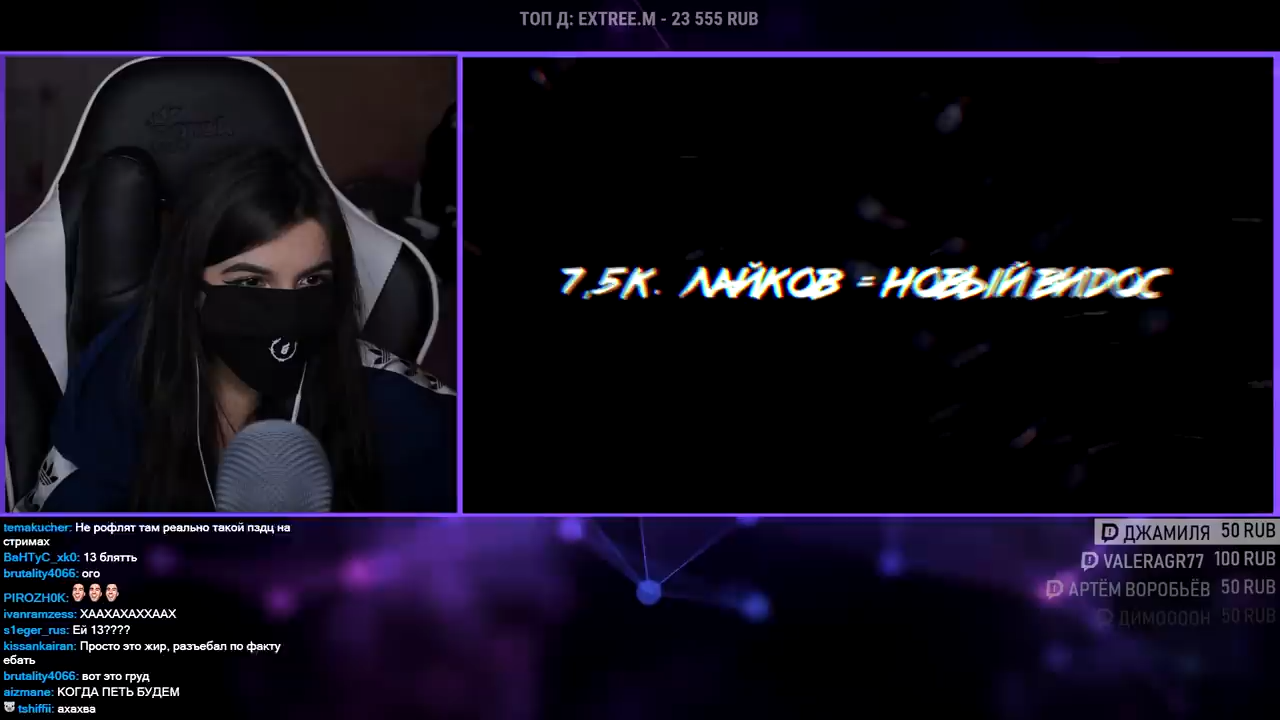 ТОП Д: EXTREE.M - 23 555 RUB
7,5К. ЛАЙКОВ = НОВЫЙ ВИДОС
temakucher: Не рофлят там реально такой пздц на
стримах
BaHTyC_xk0: 13 блятть
brutality4066: ого
PIROZH0K:
ivanramzess: ХААХАХАХХААХ
s1eger_rus: Ей 13????
kissankairan: Просто это жир, разъебал по факту
ебать
brutality4066: вот это груд
aizmane: КОГДА ПЕТЬ БУДЕМ
tshiffii: ахахва
ДЖАМИЛЯ 50 RUB
VALERAGR77 100 RUB
АРТЁМ ВОРОБЬЁВ 50 RUB
ДИМООООН 50 RUB